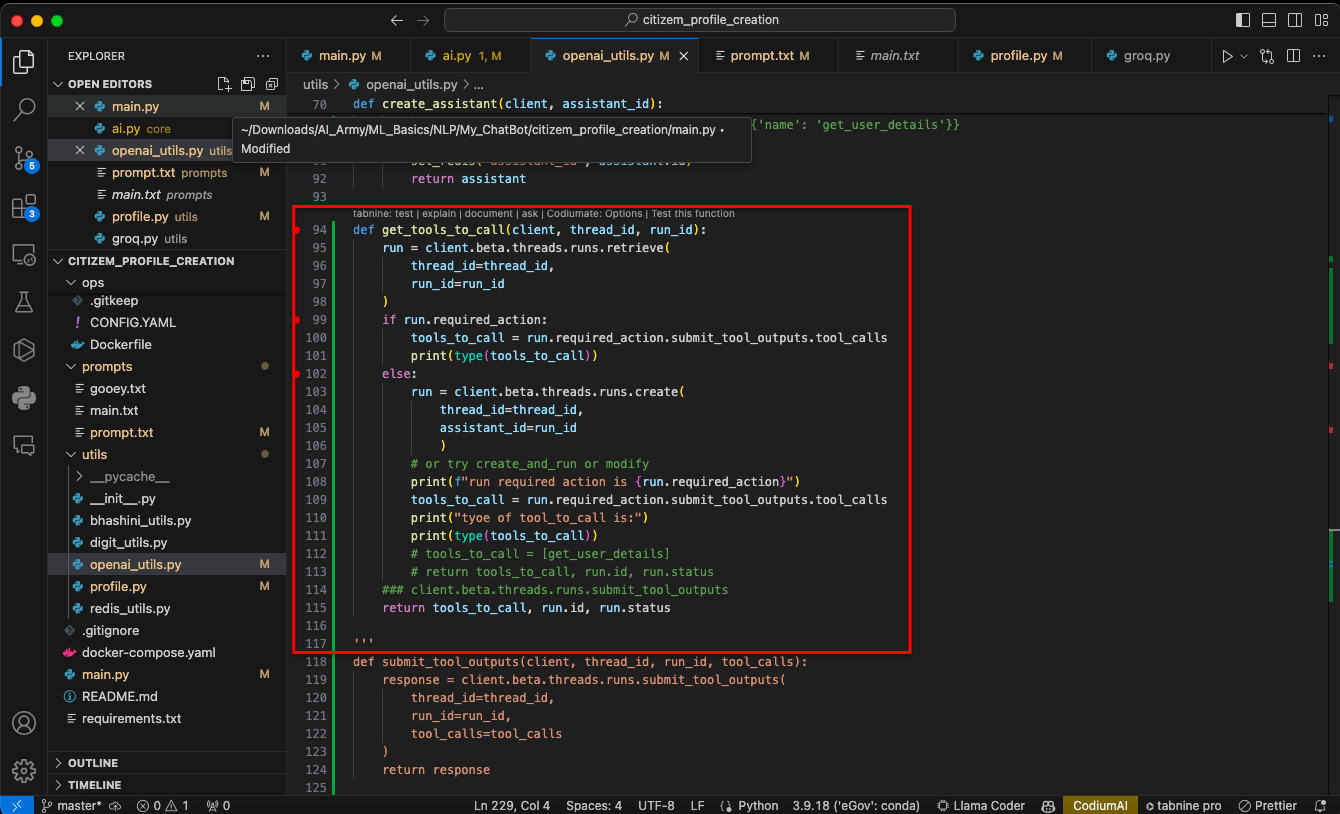 citizem_profile_creation
EXPLORER
main.py M
ai.py 1, M
openai_utils.py M
prompt.txt M
main.txt
profile.py M
groq.py
OPEN EDITORS
main.py M
ai.py core
openai_utils.py utils
prompt.txt prompts M
main.txt prompts
profile.py utils M
groq.py utils
CITIZEM_PROFILE_CREATION
ops
.gitkeep
CONFIG.YAML
Dockerfile
prompts
gooey.txt
main.txt
prompt.txt M
utils
__pycache__
__init__.py
bhashini_utils.py
digit_utils.py
openai_utils.py M
profile.py M
redis_utils.py
.gitignore
docker-compose.yaml
main.py M
README.md
requirements.txt
OUTLINE
TIMELINE
5
3
utils > openai_utils.py > ...
70 def create_assistant(client, assistant_id):
~/Downloads/AI_Army/ML_Basics/NLP/My_ChatBot/citizem_profile_creation/main.py •
Modified
{'name': 'get_user_details'}}
92 return assistant
93
tabnine: test | explain | document | ask | Codiumate: Options | Test this function
94 def get_tools_to_call(client, thread_id, run_id):
95 run = client.beta.threads.runs.retrieve(
96 thread_id=thread_id,
97 run_id=run_id
98 )
99 if run.required_action:
100 tools_to_call = run.required_action.submit_tool_outputs.tool_calls
101 print(type(tools_to_call))
102 else:
103 run = client.beta.threads.runs.create(
104 thread_id=thread_id,
105 assistant_id=run_id
106 )
107 # or try create_and_run or modify
108 print(f"run required action is {run.required_action}")
109 tools_to_call = run.required_action.submit_tool_outputs.tool_calls
110 print("tyoe of tool_to_call is:")
111 print(type(tools_to_call))
112 # tools_to_call = [get_user_details]
113 # return tools_to_call, run.id, run.status
114 ### client.beta.threads.runs.submit_tool_outputs
115 return tools_to_call, run.id, run.status
116
117 '''
118 def submit_tool_outputs(client, thread_id, run_id, tool_calls):
119 response = client.beta.threads.runs.submit_tool_outputs(
120 thread_id=thread_id,
121 run_id=run_id,
122 tool_calls=tool_calls
123 )
124 return response
125
master* 0 1 0 Ln 229, Col 4 Spaces: 4 UTF-8 LF Python 3.9.18 ('eGov': conda) Llama Coder CodiumAI tabnine pro Prettier